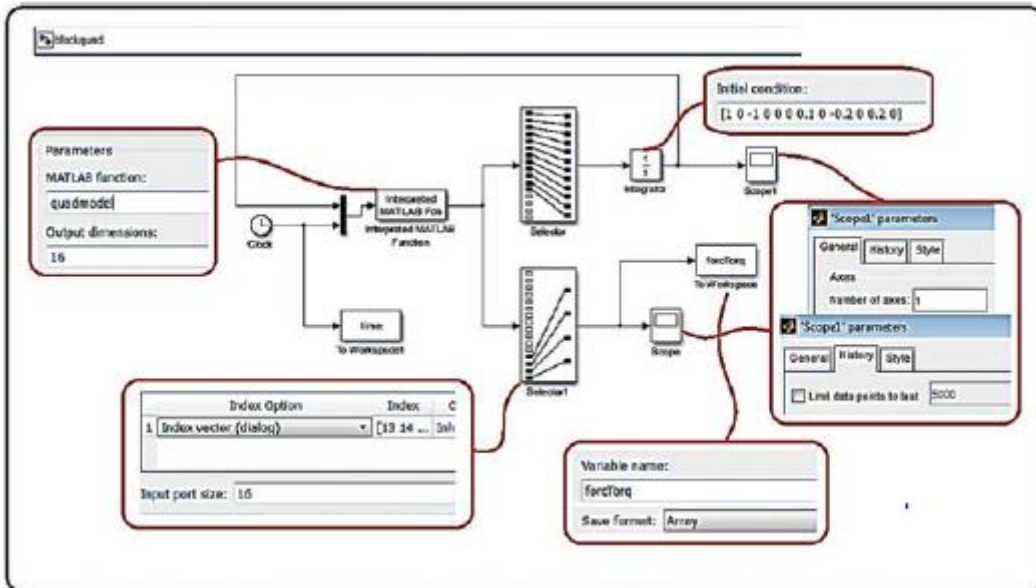 blockquad
Initial condition:
[1 0 -1 0 0 0 0.1 0 -0.2 0 0.2 0]
Parameters
MATLAB function:
quadmodel
Output dimensions:
16
Clock
Interpreted
MATLAB Fcn
Interpreted MATLAB
Function
Selector
1
s
Integrator
Scope1
time
To Workspace1
Selector1
forcTorq
To Workspace
Scope
'Scope1' parameters
General History Style
Axes
Number of axes: 1
'Scope1' parameters
General History Style
Limit data points to last 5000
Index Option Index
1 Index vector (dialog) [13 14 ... Inh
Input port size: 16
Variable name:
forcTorq
Save format: Array